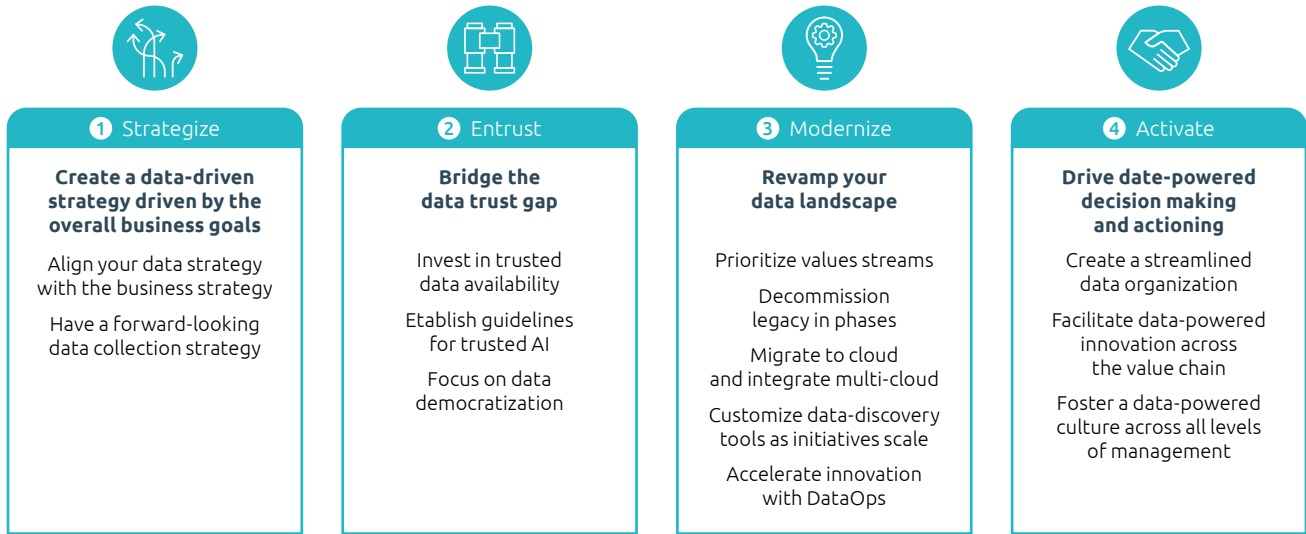 1 Strategize
Create a data-driven
strategy driven by the
overall business goals
Align your data strategy
with the business strategy
Have a forward-looking
data collection strategy
2 Entrust
Bridge the
data trust gap
Invest in trusted
data availability
Etablish guidelines
for trusted AI
Focus on data
democratization
3 Modernize
Revamp your
data landscape
Prioritize values streams
Decommission
legacy in phases
Migrate to cloud
and integrate multi-cloud
Customize data-discovery
tools as initiatives scale
Accelerate innovation
with DataOps
4 Activate
Drive date-powered
decision making
and actioning
Create a streamlined
data organization
Facilitate data-powered
innovation across
the value chain
Foster a data-powered
culture across all levels
of management